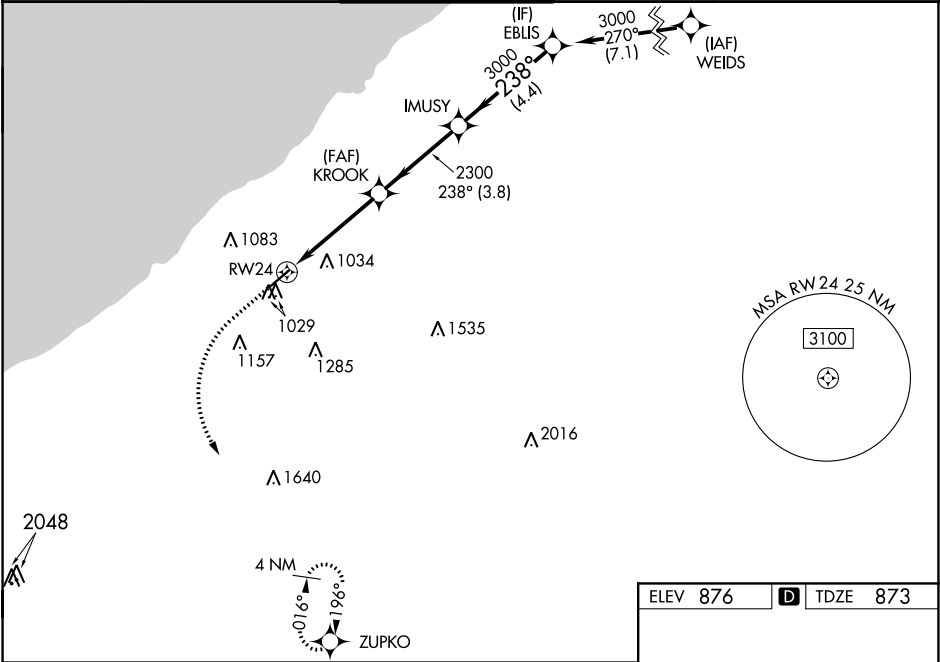 (IF)
EBLIS
3000
270°
(7.1)
(IAF)
WEIDS
3000
238°
(4.4)
IMUSY
(FAF)
KROOK
2300
238° (3.8)
1083
RW24
1034
1029
1157
1285
1535
MSA RW24 25 NM
3100
2016
1640
2048
4 NM
016°
196°
ZUPKO
ELEV 876 D TDZE 873